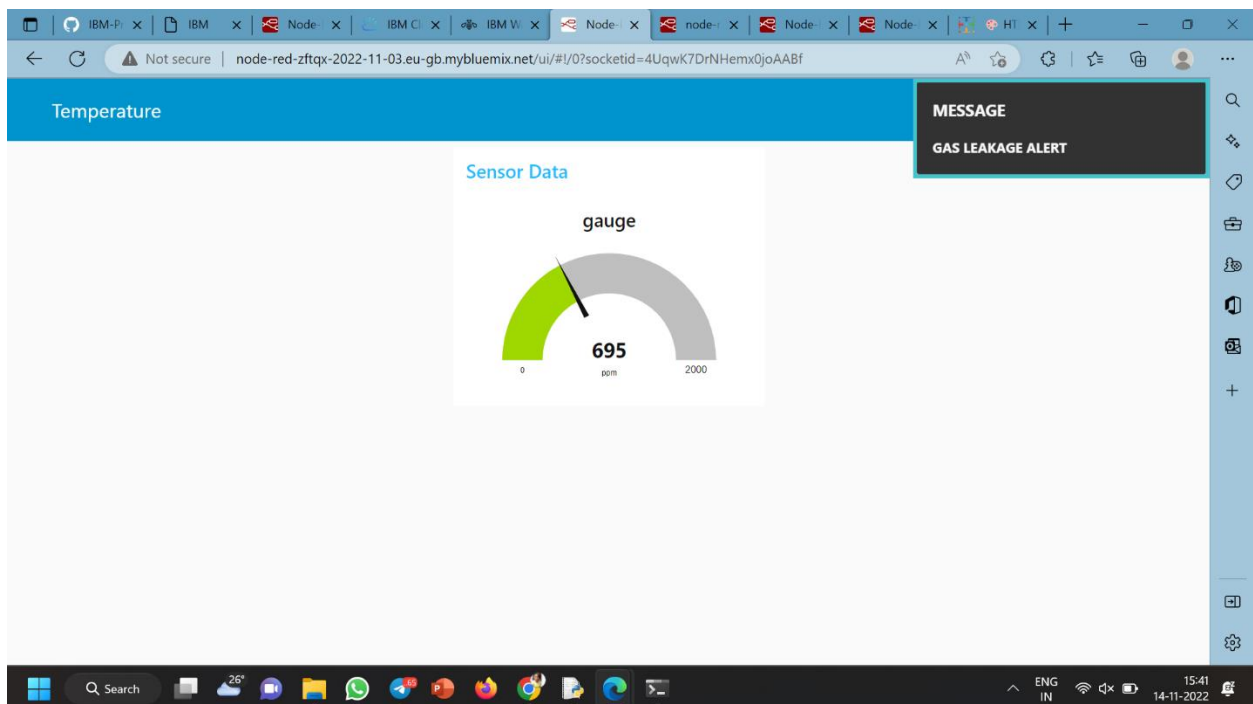 IBM-Pr
IBM
Node-
IBM Cl
IBM W
Node-
node-r
Node-
Node-
HT
Not secure | node-red-zftqx-2022-11-03.eu-gb.mybluemix.net/ui/#!/0?socketid=4UqwK7DrNHemx0joAABf
Temperature
MESSAGE
GAS LEAKAGE ALERT
Sensor Data
gauge
695
0 ppm 2000
26°
Search
65
ENG
IN
15:41
14-11-2022